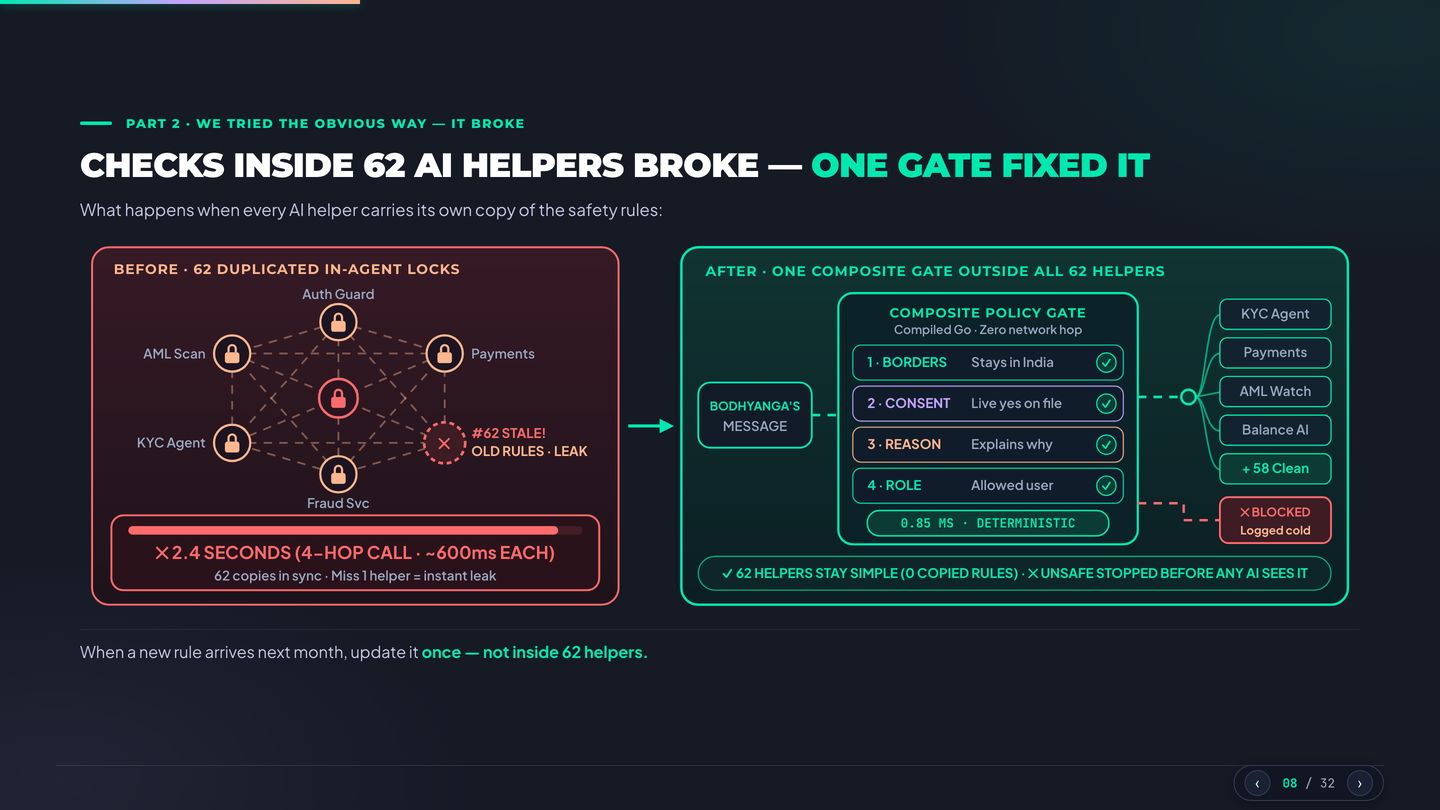 PART 2 · WE TRIED THE OBVIOUS WAY — IT BROKE
CHECKS INSIDE 62 AI HELPERS BROKE — ONE GATE FIXED IT
What happens when every AI helper carries its own copy of the safety rules:
BEFORE · 62 DUPLICATED IN-AGENT LOCKS
Auth Guard
AML Scan
Payments
KYC Agent
#62 STALE!
OLD RULES · LEAK
Fraud Svc
✕ 2.4 SECONDS (4–HOP CALL · ~600ms EACH)
62 copies in sync · Miss 1 helper = instant leak
AFTER · ONE COMPOSITE GATE OUTSIDE ALL 62 HELPERS
BODHYANGA'S
MESSAGE
COMPOSITE POLICY GATE
Compiled Go · Zero network hop
1 · BORDERS Stays in India
2 · CONSENT Live yes on file
3 · REASON Explains why
4 · ROLE Allowed user
0.85 MS · DETERMINISTIC
KYC Agent
Payments
AML Watch
Balance AI
+ 58 Clean
✕ BLOCKED
Logged cold
✓ 62 HELPERS STAY SIMPLE (0 COPIED RULES) · ✕ UNSAFE STOPPED BEFORE ANY AI SEES IT
When a new rule arrives next month, update it once — not inside 62 helpers.
‹ 08 / 32 ›